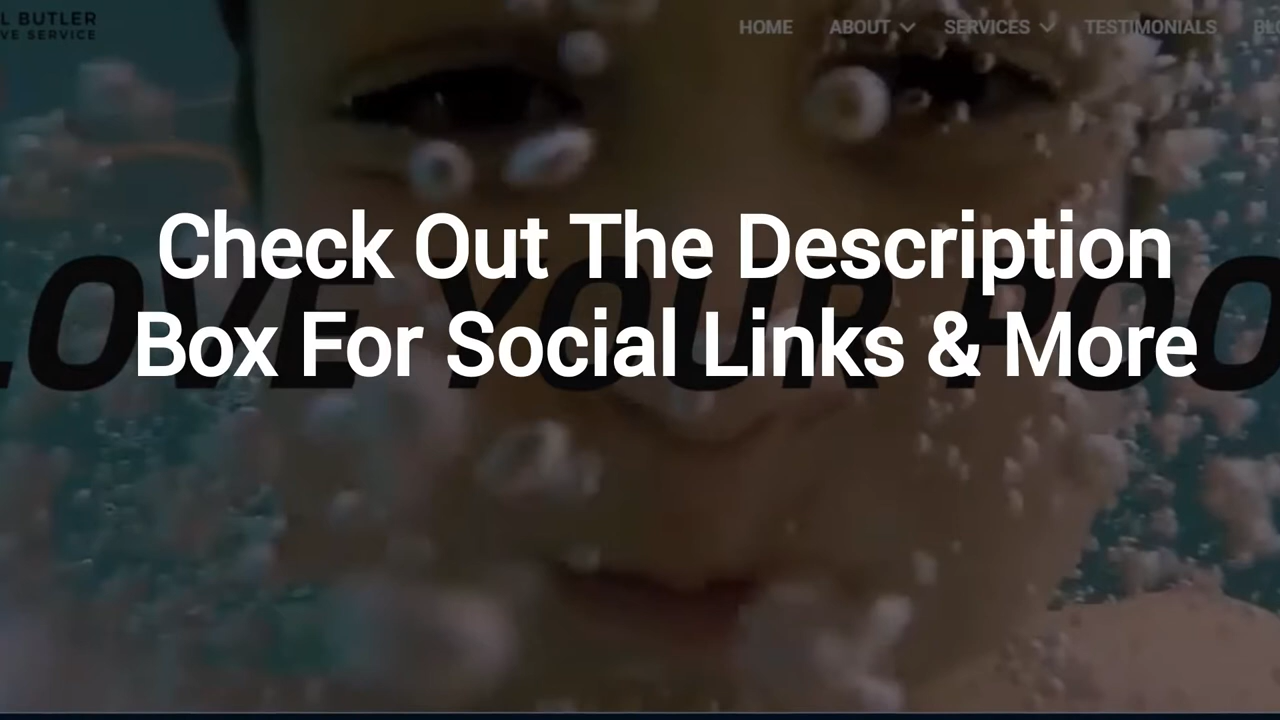 L BUTLER
VE SERVICE
HOME ABOUT SERVICES TESTIMONIALS BLO
LOVE YOUR POO
Check Out The Description
Box For Social Links & More